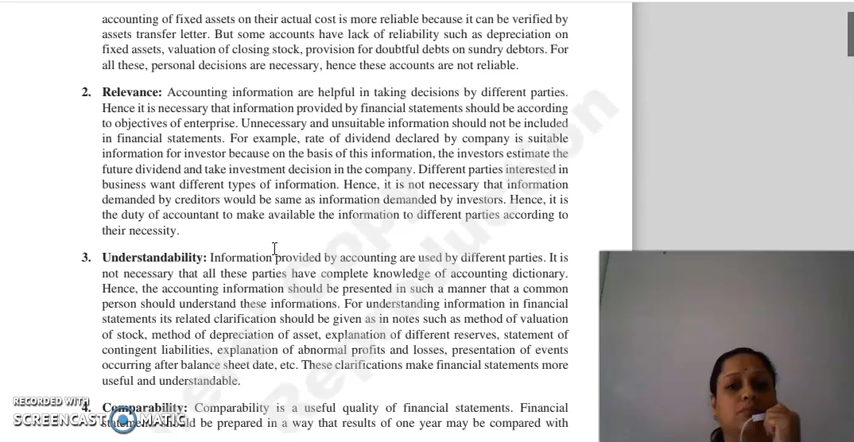 accounting of fixed assets on their actual cost is more reliable because it can be verified by
assets transfer letter. But some accounts have lack of reliability such as depreciation on
fixed assets, valuation of closing stock, provision for doubtful debts on sundry debtors. For
all these, personal decisions are necessary, hence these accounts are not reliable.
2. Relevance: Accounting information are helpful in taking decisions by different parties.
Hence it is necessary that information provided by financial statements should be according
to objectives of enterprise. Unnecessary and unsuitable information should not be included
in financial statements. For example, rate of dividend declared by company is suitable
information for investor because on the basis of this information, the investors estimate the
future dividend and take investment decision in the company. Different parties interested in
business want different types of information. Hence, it is not necessary that information
demanded by creditors would be same as information demanded by investors. Hence, it is
the duty of accountant to make available the information to different parties according to
their necessity.
3. Understandability: Information provided by accounting are used by different parties. It is
not necessary that all these parties have complete knowledge of accounting dictionary.
Hence, the accounting information should be presented in such a manner that a common
person should understand these informations. For understanding information in financial
statements its related clarification should be given as in notes such as method of valuation
of stock, method of depreciation of asset, explanation of different reserves, statement of
contingent liabilities, explanation of abnormal profits and losses, presentation of events
occurring after balance sheet date, etc. These clarifications make financial statements more
useful and understandable.
4. Comparability: Comparability is a useful quality of financial statements. Financial
be prepared in a way that results of one year may be compared with
RECORDED WITH
SCREENCAST MATIC